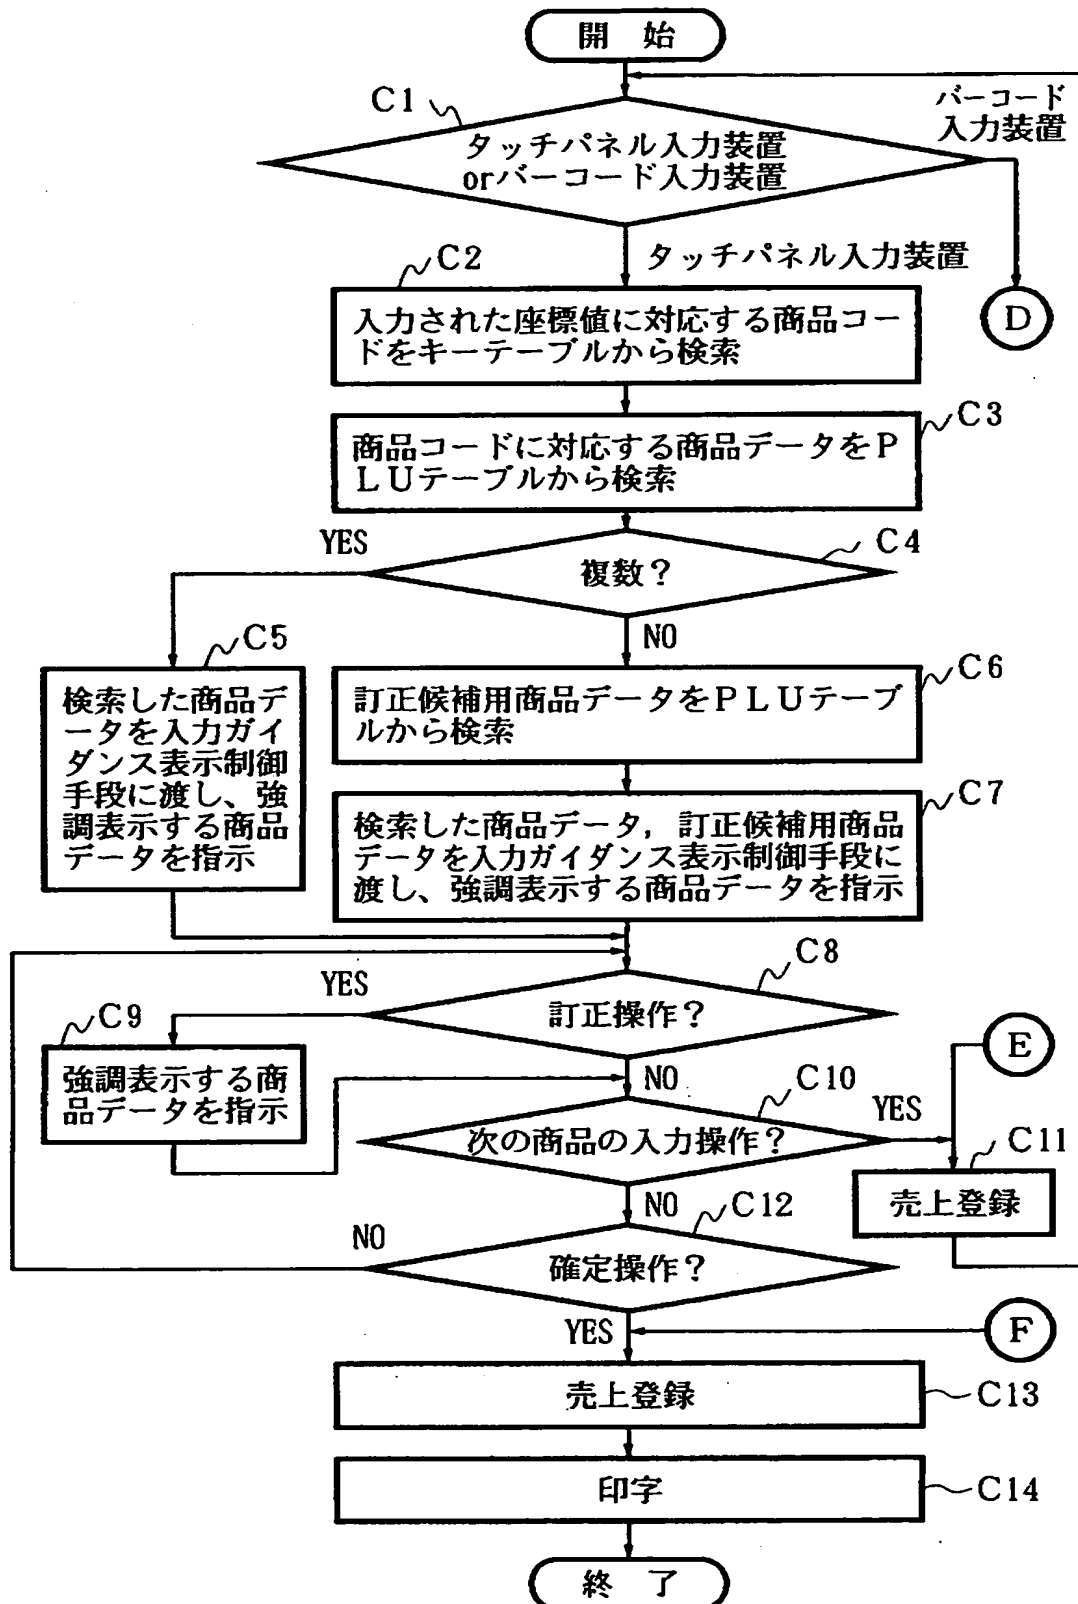 開 始
C1
バーコード
入力装置
タッチパネル入力装置
orバーコード入力装置
C2
タッチパネル入力装置
D
入力された座標値に対応する商品コー
ドをキーテーブルから検索
C3
商品コードに対応する商品データをP
LUテーブルから検索
YES
C4
複数?
NO
C5
検索した商品デ
ータを入力ガイ
ダンス表示制御
手段に渡し、強
調表示する商品
データを指示
C6
訂正候補用商品データをPLUテーブ
ルから検索
C7
検索した商品データ,訂正候補用商品
データを入力ガイダンス表示制御手段に
渡し、強調表示する商品データを指示
C8
YES
訂正操作?
C9
強調表示する商
品データを指示
NO
C10
E
YES
次の商品の入力操作?
C11
売上登録
NO
C12
NO
確定操作?
YES
F
売上登録
C13
印字
C14
終 了